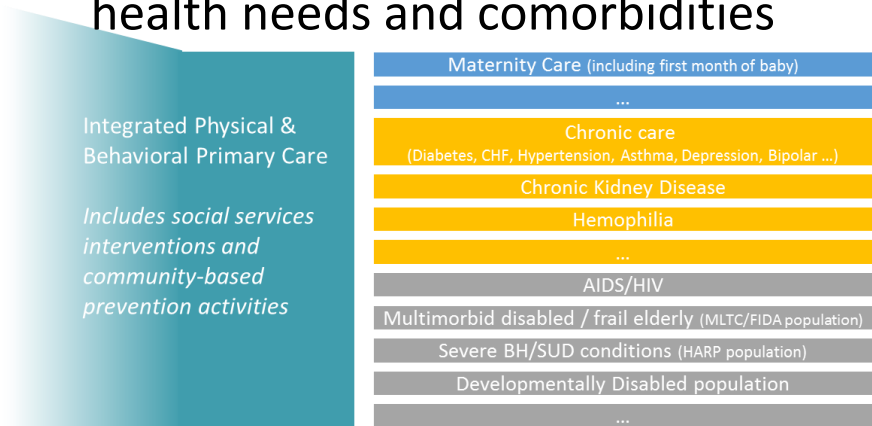 health needs and comorbidities
Integrated Physical &
Behavioral Primary Care
Includes social services
interventions and
community-based
prevention activities
Maternity Care (including first month of baby)
...
Chronic care
(Diabetes, CHF, Hypertension, Asthma, Depression, Bipolar ...)
Chronic Kidney Disease
Hemophilia
...
AIDS/HIV
Multimorbid disabled / frail elderly (MLTC/FIDA population)
Severe BH/SUD conditions (HARP population)
Developmentally Disabled population
...